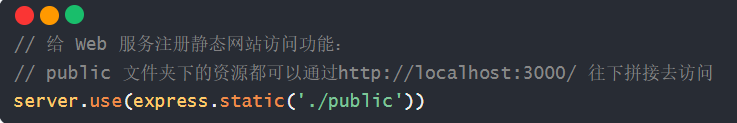 // 给 Web 服务注册静态网站访问功能：
// public 文件夹下的资源都可以通过http://localhost:3000/ 往下拼接去访问
server.use(express.static('./public'))